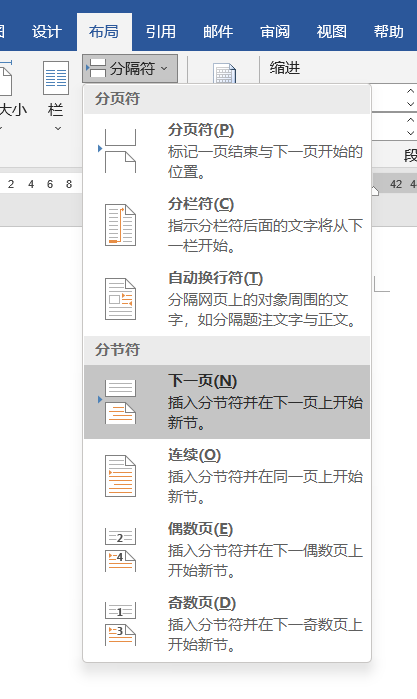 设计 布局 引用 邮件 审阅 视图 帮助
分隔符 缩进
大小 栏
段
分页符
分页符(P)
标记一页结束与下一页开始的
位置。
2 4 6 8 42
分栏符(C)
指示分栏符后面的文字将从下
一栏开始。
自动换行符(T)
分隔网页上的对象周围的文
字，如分隔题注文字与正文。
分节符
下一页(N)
插入分节符并在下一页上开始
新节。
连续(O)
插入分节符并在同一页上开始
新节。
偶数页(E)
2
4
插入分节符并在下一偶数页上
开始新节。
奇数页(D)
1
3
插入分节符并在下一奇数页上
开始新节。